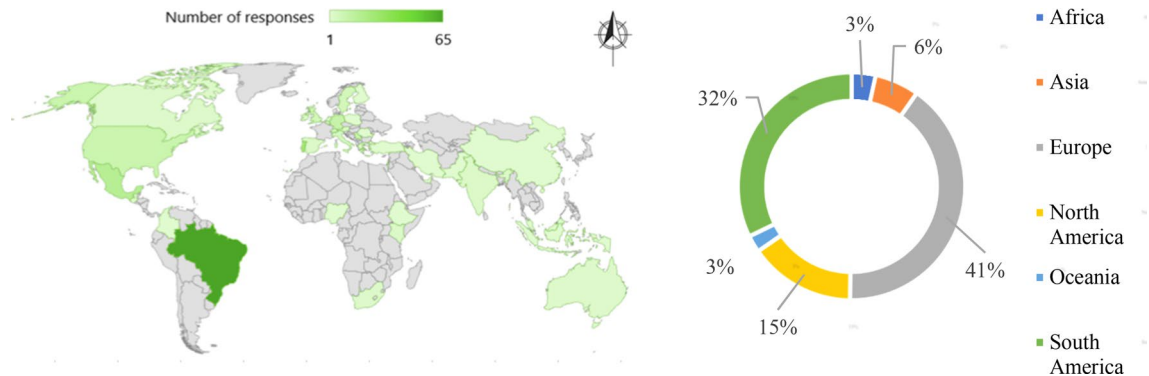 Number of responses
1
65
3%
6%
32%
41%
3%
15%
Africa
Asia
Europe
North
America
Oceania
South
America